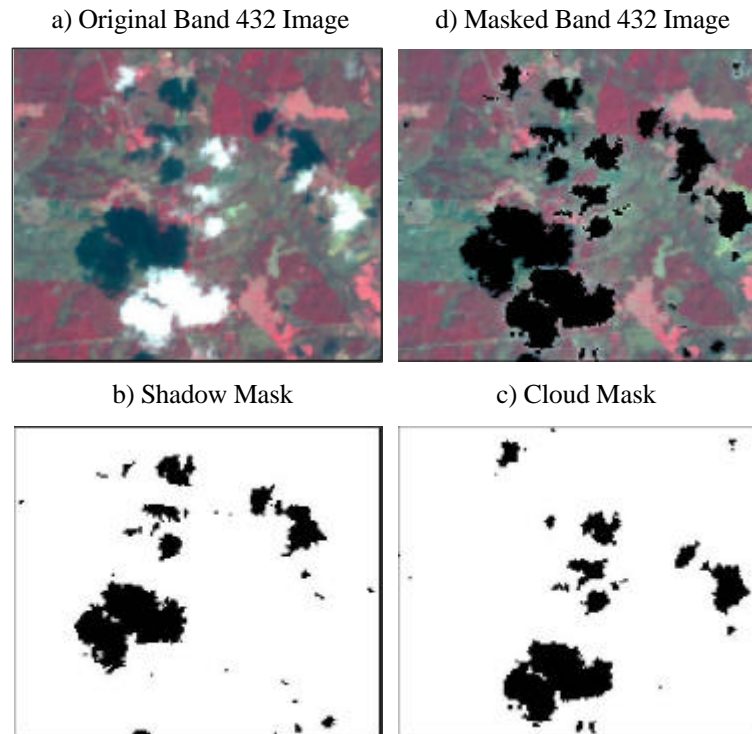 a) Original Band 432 Image
d) Masked Band 432 Image
b) Shadow Mask
c) Cloud Mask